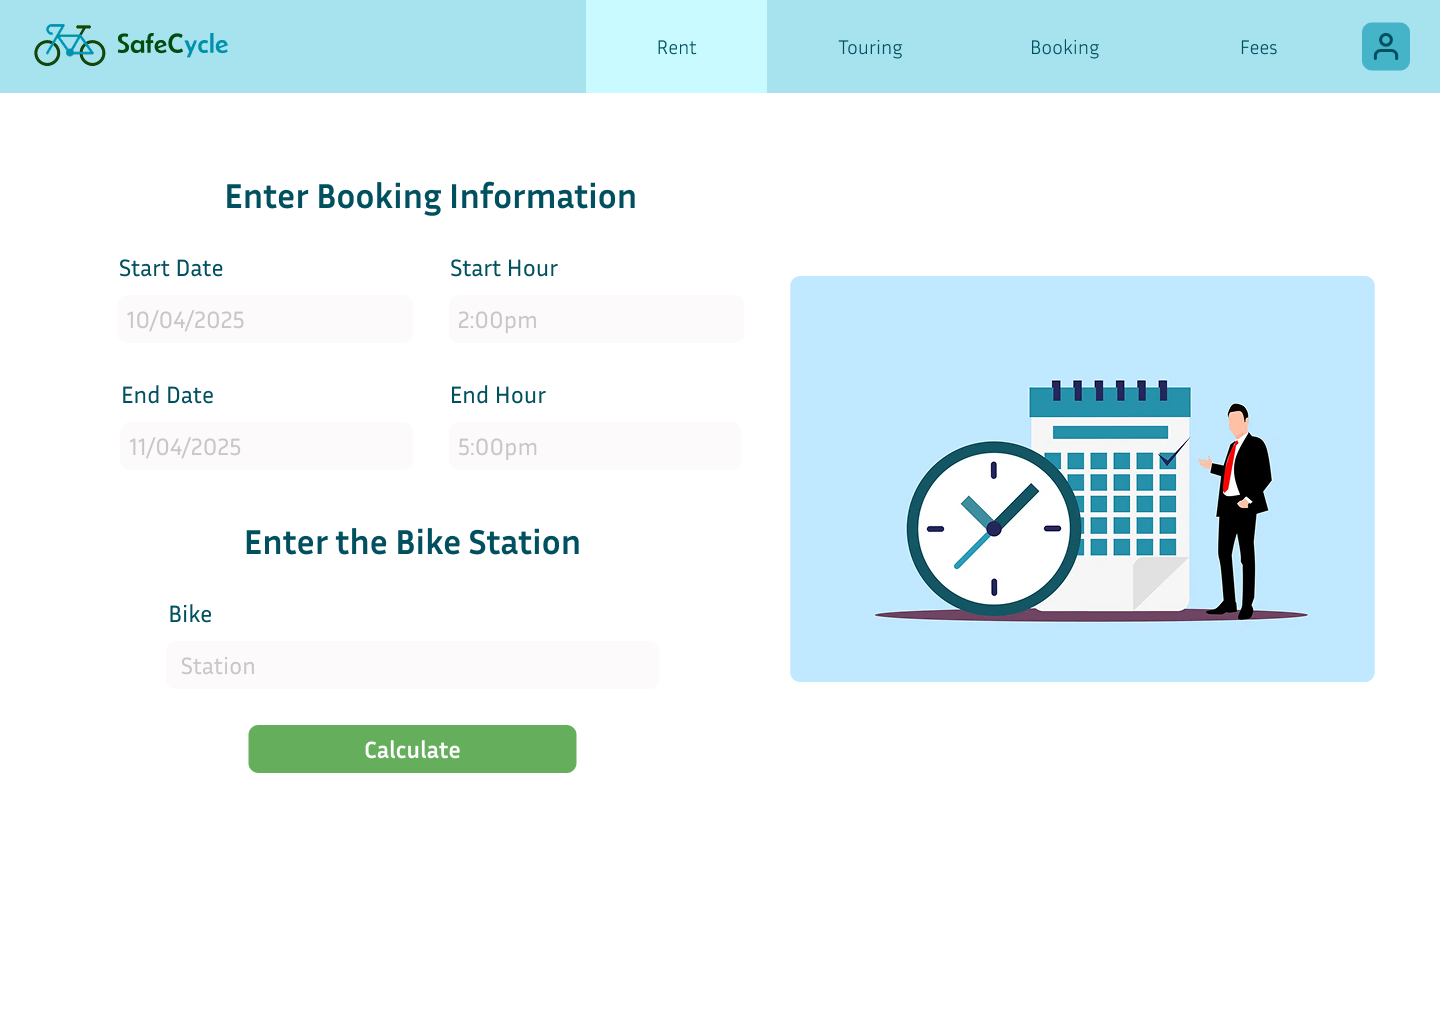 SafeCycle
Rent
Touring
Booking
Fees
Enter Booking Information
Start Date
Start Hour
10/04/2025
2:00pm
End Date
End Hour
11/04/2025
5:00pm
Enter the Bike Station
Bike
Station
Calculate